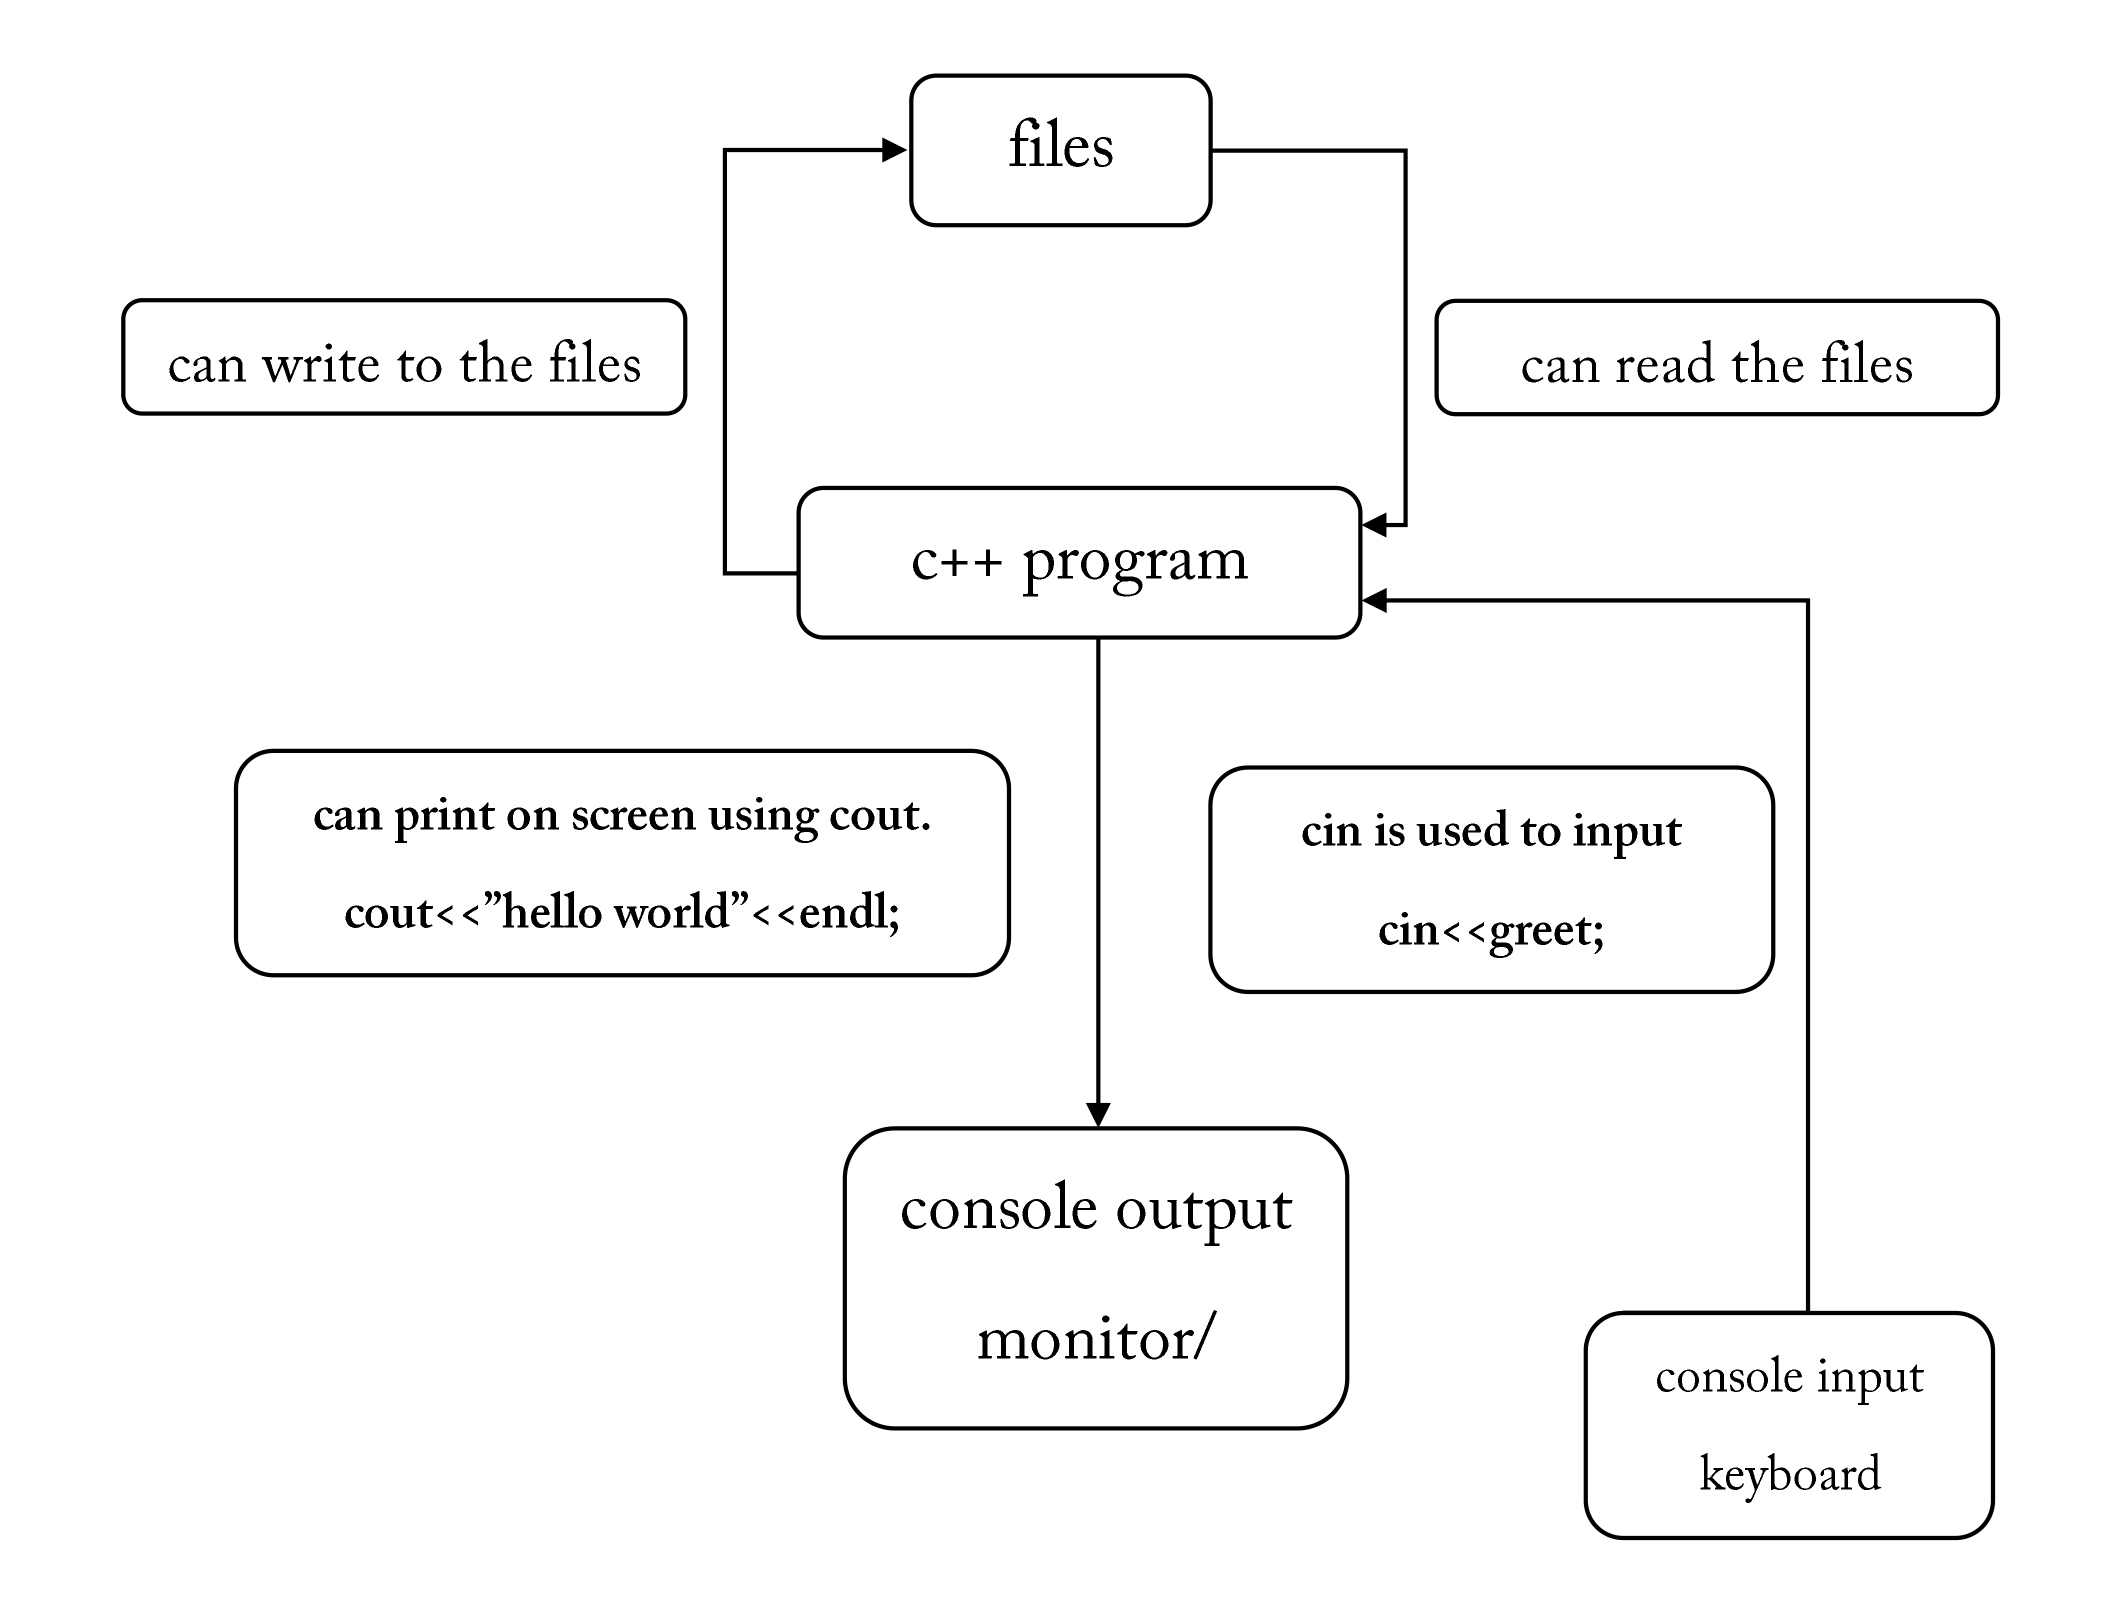 files
can write to the files
can read the files
c++ program
can print on screen using cout.
cout<<”hello world”<<endl;
cin is used to input
cin<<greet;
console output
monitor/
console input
keyboard